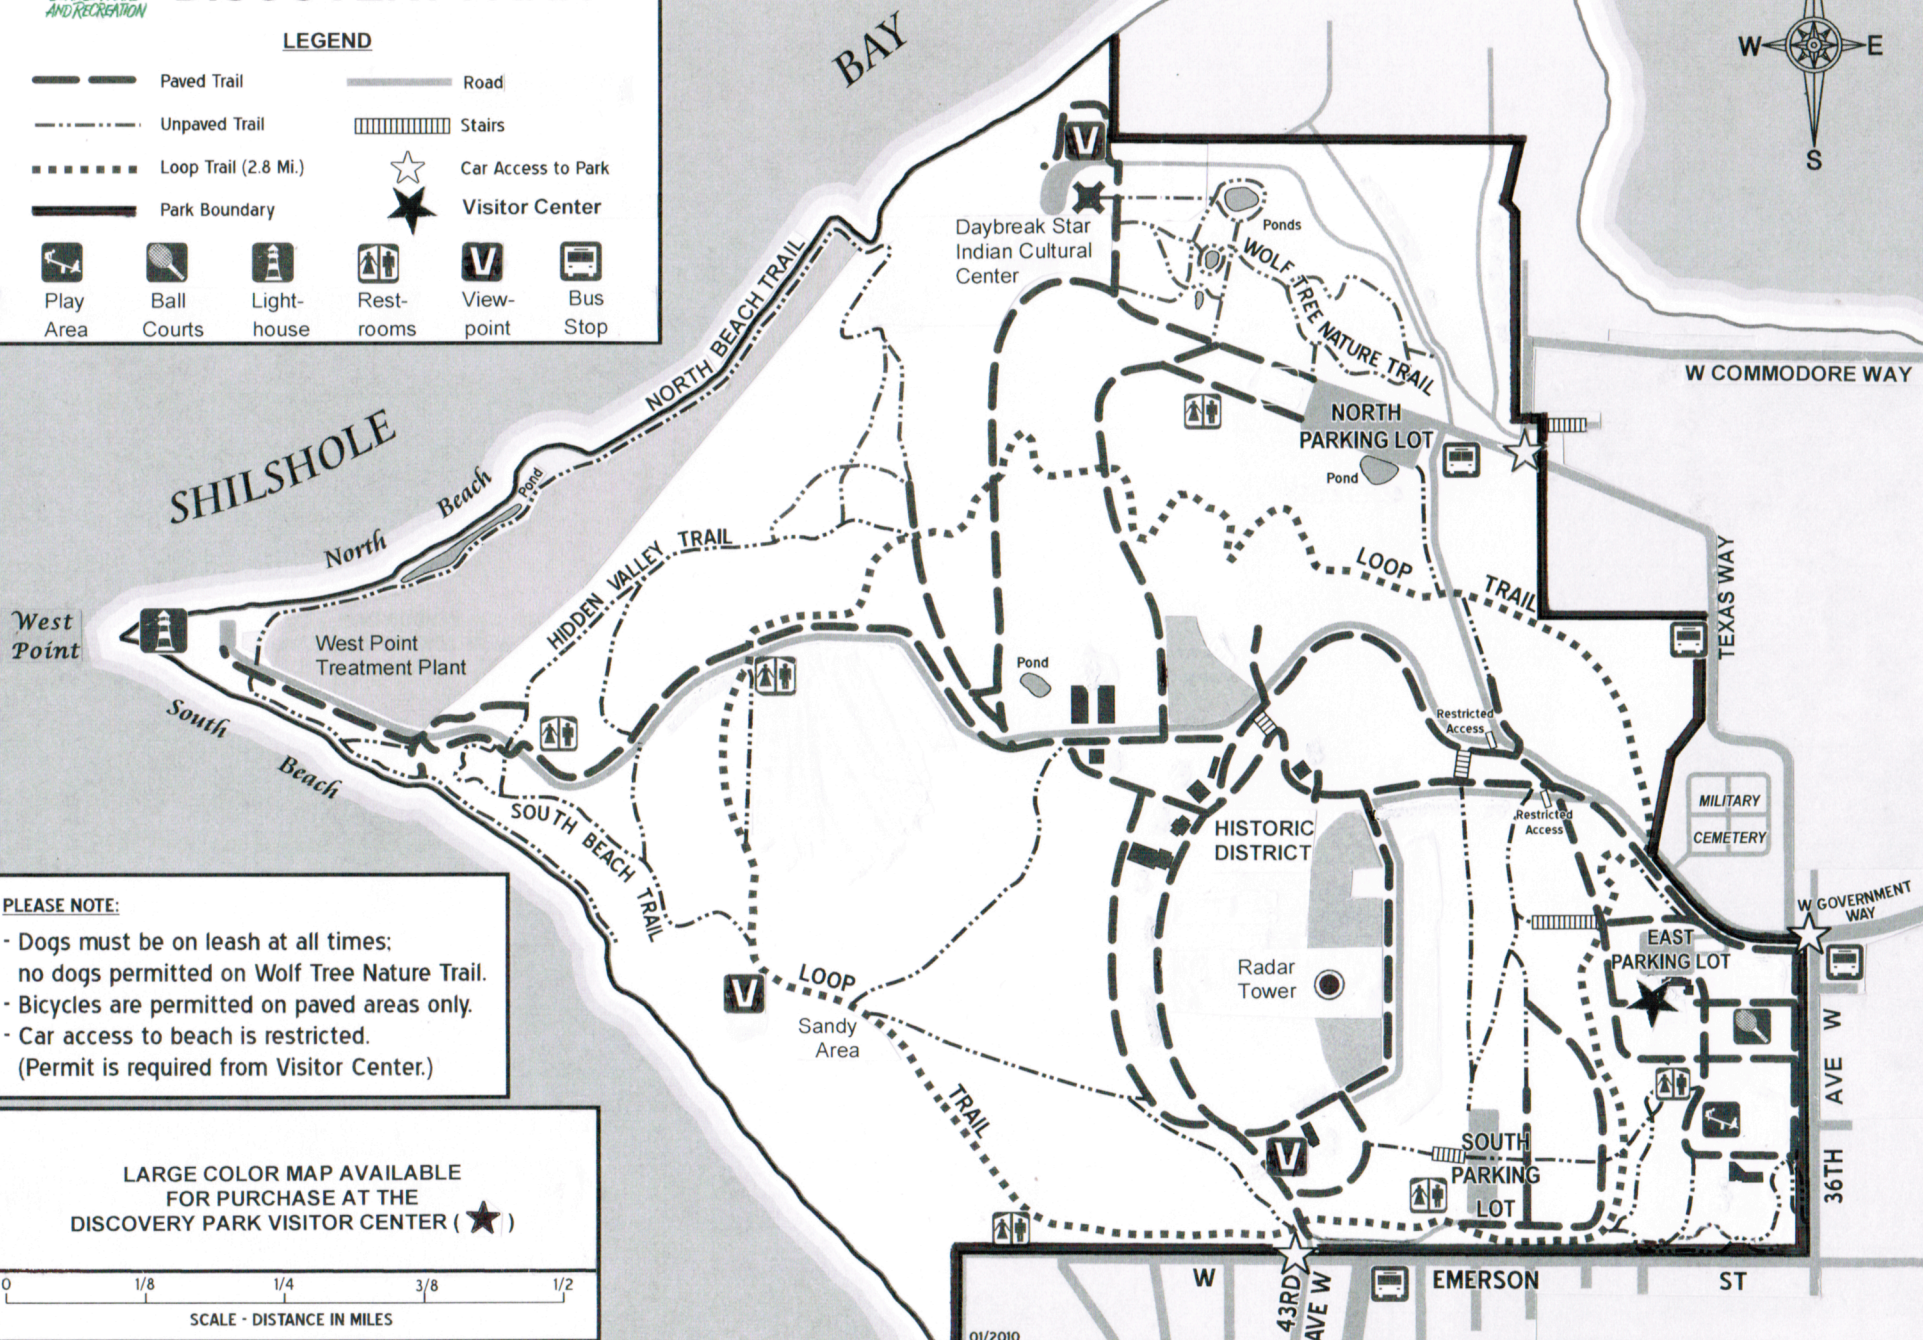 AND RECREATION
LEGEND
Paved Trail
Road
Unpaved Trail
Stairs
Loop Trail (2.8 Mi.)
Car Access to Park
Park Boundary
Visitor Center
V
Play
Area
Ball
Courts
Light-
house
Rest-
rooms
View-
point
Bus
Stop
BAY
W
E
S
V
Daybreak Star
Indian Cultural
Center
Ponds
WOLF TREE NATURE TRAIL
NORTH BEACH TRAIL
W COMMODORE WAY
NORTH
PARKING LOT
Pond
SHILSHOLE
North Beach
Pond
HIDDEN VALLEY TRAIL
LOOP TRAIL
TEXAS WAY
West
Point
West Point
Treatment Plant
South Beach
Pond
Restricted
Access
Restricted
Access
MILITARY
CEMETERY
SOUTH BEACH TRAIL
HISTORIC
DISTRICT
W GOVERNMENT
WAY
EAST
PARKING LOT
PLEASE NOTE:
- Dogs must be on leash at all times;
no dogs permitted on Wolf Tree Nature Trail.
- Bicycles are permitted on paved areas only.
- Car access to beach is restricted.
(Permit is required from Visitor Center.)
V
LOOP TRAIL
Sandy
Area
Radar
Tower
36TH AVE W
V
SOUTH
PARKING
LOT
LARGE COLOR MAP AVAILABLE
FOR PURCHASE AT THE
DISCOVERY PARK VISITOR CENTER ( )
0 1/8 1/4 3/8 1/2
SCALE - DISTANCE IN MILES
W EMERSON ST
43RD
AVE W
01/2010